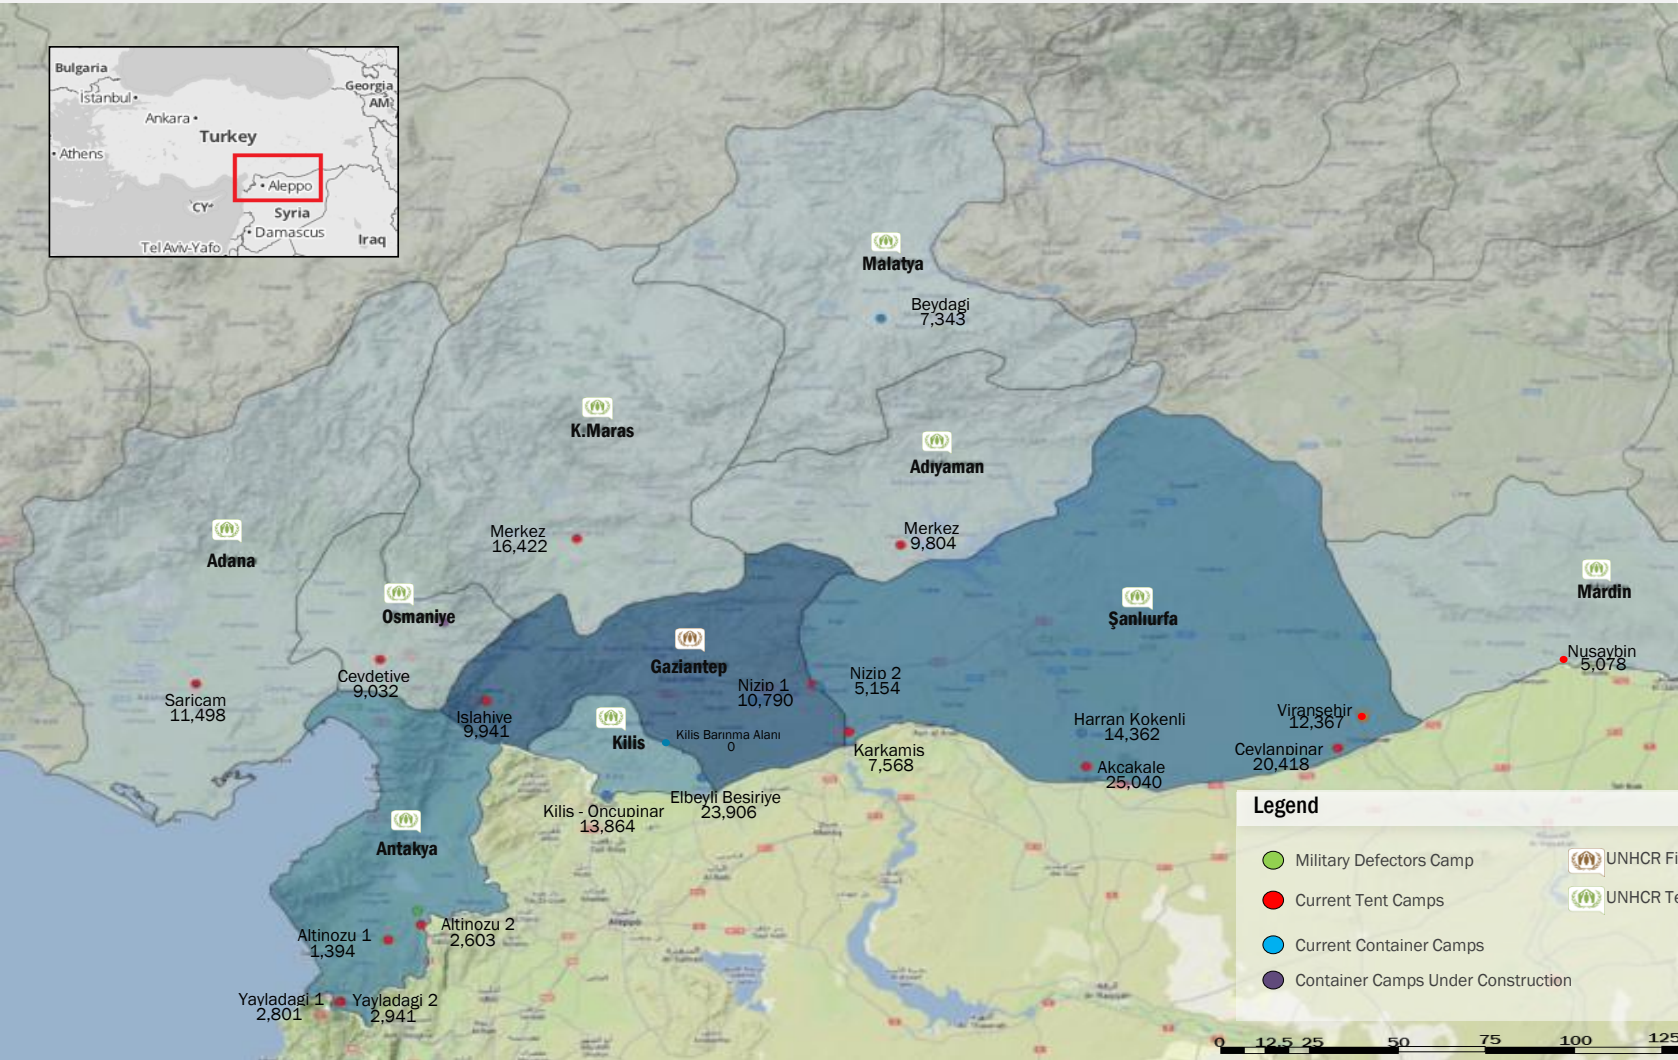 Bulgaria
Georgia
İstanbul
AM
Ankara
Turkey
Athens
Aleppo
CY
Syria
Damascus
Tel Aviv-Yafo
Iraq
Malatya
Beydagi
7,343
K.Maras
Adıyaman
Merkez
16,422
Merkez
9,804
Adana
Osmaniye
Şanlıurfa
Mardin
Gaziantep
Cevdetiye
9,032
Saricam
11,498
Islahiye
9,941
Nizip 1
10,790
Nizip 2
5,154
Nusaybin
5,078
Viranşehir
12,367
Kilis
Kilis Barınma Alanı
0
Karkamis
7,568
Harran Kokenli
14,362
Akcakale
25,040
Ceylanpinar
20,418
Elbeyli Besiriye
23,906
Kilis - Oncupinar
13,864
Antakya
Altinozu 1
1,394
Altinozu 2
2,603
Yayladagi 1
2,801
Yayladagi 2
2,941
Aleppo
Legend
Military Defectors Camp
UNHCR Fi
Current Tent Camps
UNHCR Te
Current Container Camps
Container Camps Under Construction
0 12,5 25 50 75 100 125